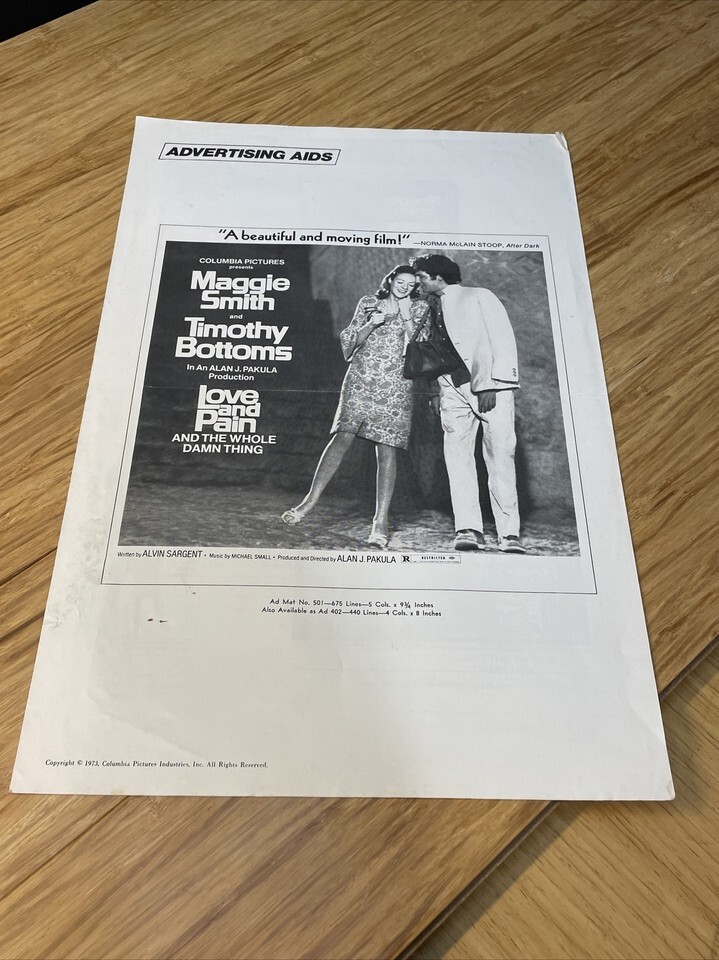 ADVERTISING AIDS
"A beautiful and moving film!" —NORMA McLAIN STOOP, After Dark
COLUMBIA PICTURES
presents
Maggie
Smith
and
Timothy
Bottoms
In An ALAN J. PAKULA
Production
Love
and
Pain
AND THE WHOLE
DAMN THING
Written by ALVIN SARGENT • Music by MICHAEL SMALL • Produced and Directed by ALAN J. PAKULA R RESTRICTED
Ad Mat No. 501—675 Lines—5 Cols. x 9¾ Inches
Also Available as Ad 402—440 Lines—4 Cols. x 8 Inches
Copyright © 1973, Columbia Pictures Industries, Inc. All Rights Reserved.